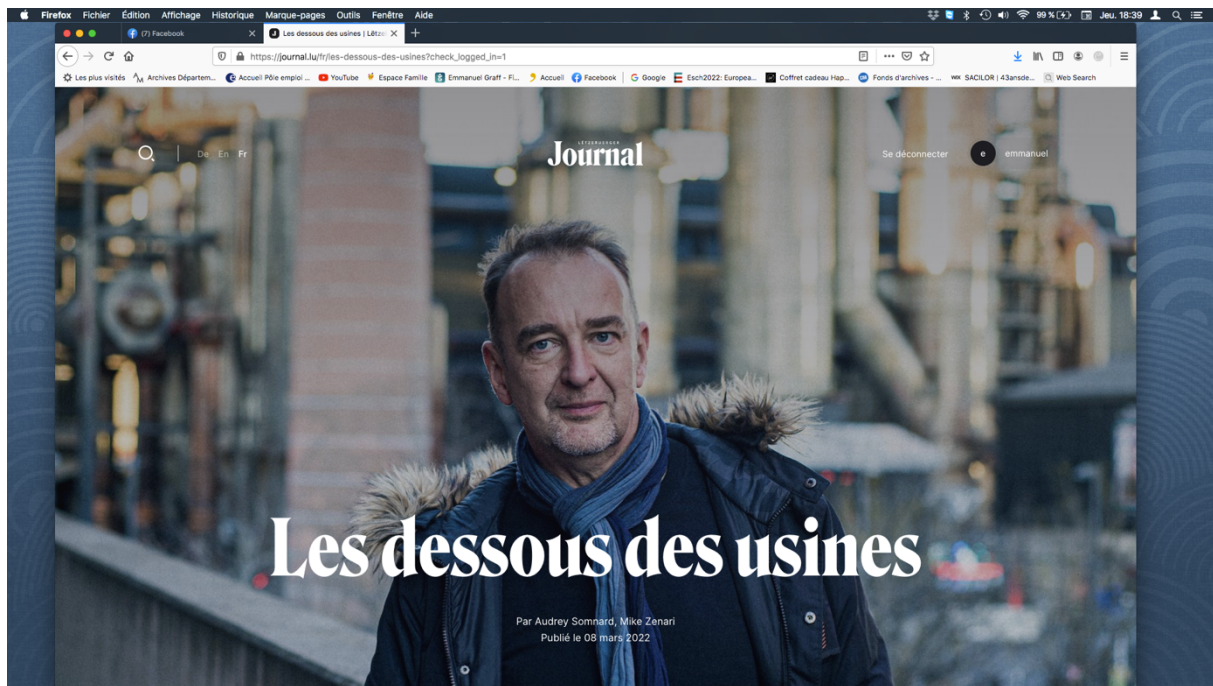 Firefox Fichier Édition Affichage Historique Marque-pages Outils Fenêtre Aide 99 % Jeu. 18:39
(7) Facebook Les dessous des usines | Lëtze
https://journal.lu/fr/les-dessous-des-usines?check_logged_in=1
Les plus visités Archives Départem... Accueil Pôle emploi ... YouTube Espace Famille Emmanuel Graff - Fl... Accueil Facebook Google Esch2022: Europea... Coffret cadeau Hap... Fonds d'archives - ... WIX SACILOR | 43ansde... Web Search
LËTZEBUERGER
De En Fr Journal Se déconnecter e emmanuel
Les dessous des usines
Par Audrey Somnard, Mike Zenari
Publié le 08 mars 2022